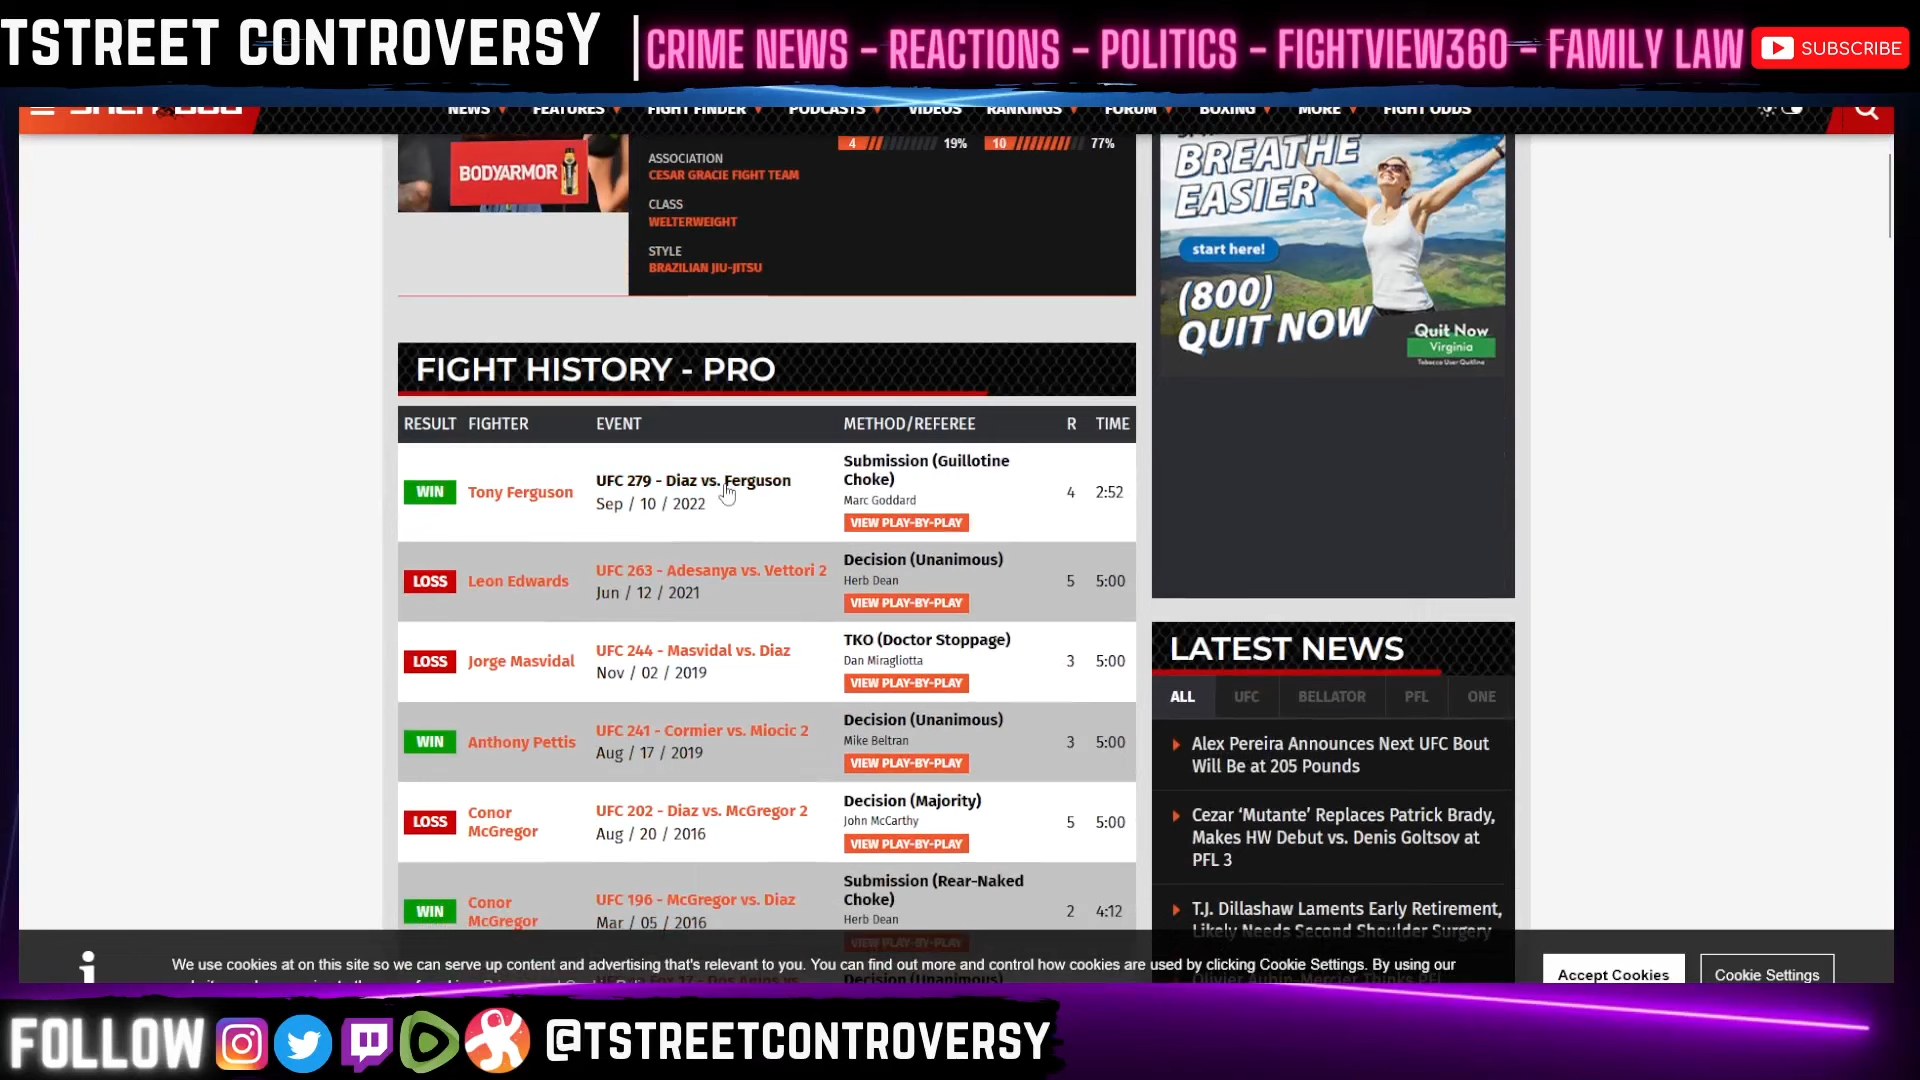 TSTREET CONTROVERSY
CRIME NEWS - REACTIONS - POLITICS - FIGHTVIEW360 - FAMILY LAW
SUBSCRIBE
NEWS FEATURES FIGHT FINDER PODCASTS VIDEOS RANKINGS FORUM BOXING MORE FIGHT ODDS
BODYARMOR
4 19% 10 77%
ASSOCIATION
CESAR GRACIE FIGHT TEAM
CLASS
WELTERWEIGHT
STYLE
BRAZILIAN JIU-JITSU
BREATHE
EASIER
start here!
(800)
QUIT NOW
Quit Now
Virginia
Tobacco User Quitline
FIGHT HISTORY - PRO
RESULT FIGHTER EVENT METHOD/REFEREE R TIME
WIN Tony Ferguson UFC 279 - Diaz vs. Ferguson
Sep / 10 / 2022
Submission (Guillotine
Choke)
Marc Goddard
VIEW PLAY-BY-PLAY
4 2:52
LOSS Leon Edwards UFC 263 - Adesanya vs. Vettori 2
Jun / 12 / 2021
Decision (Unanimous)
Herb Dean
VIEW PLAY-BY-PLAY
5 5:00
LOSS Jorge Masvidal UFC 244 - Masvidal vs. Diaz
Nov / 02 / 2019
TKO (Doctor Stoppage)
Dan Miragliotta
VIEW PLAY-BY-PLAY
3 5:00
WIN Anthony Pettis UFC 241 - Cormier vs. Miocic 2
Aug / 17 / 2019
Decision (Unanimous)
Mike Beltran
VIEW PLAY-BY-PLAY
3 5:00
LOSS Conor
McGregor
UFC 202 - Diaz vs. McGregor 2
Aug / 20 / 2016
Decision (Majority)
John McCarthy
VIEW PLAY-BY-PLAY
5 5:00
WIN Conor
McGregor
UFC 196 - McGregor vs. Diaz
Mar / 05 / 2016
Submission (Rear-Naked
Choke)
Herb Dean
VIEW PLAY-BY-PLAY
2 4:12
LATEST NEWS
ALL UFC BELLATOR PFL ONE
Alex Pereira Announces Next UFC Bout
Will Be at 205 Pounds
Cezar ‘Mutante’ Replaces Patrick Brady,
Makes HW Debut vs. Denis Goltsov at
PFL 3
T.J. Dillashaw Laments Early Retirement,
Likely Needs Second Shoulder Surgery
We use cookies at on this site so we can serve up content and advertising that's relevant to you. You can find out more and control how cookies are used by clicking Cookie Settings. By using our
Accept Cookies
Cookie Settings
FOLLOW @TSTREETCONTROVERSY